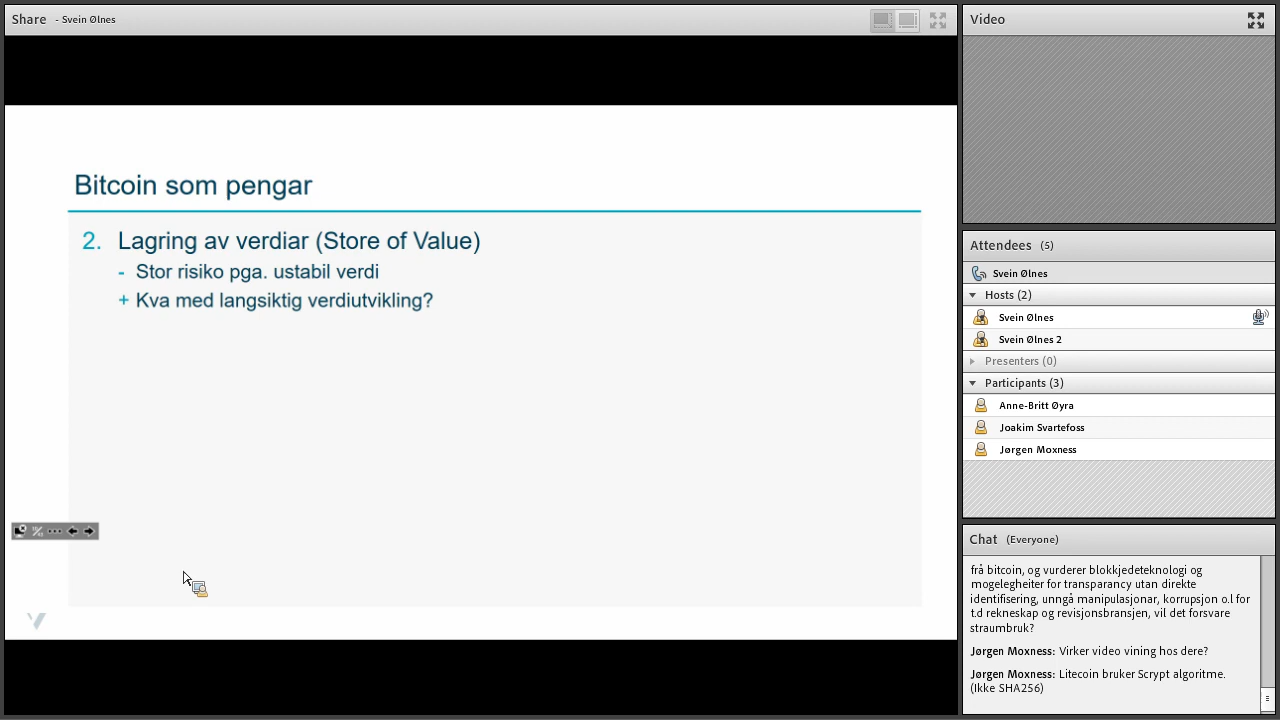 Share - Svein Ølnes
Bitcoin som pengar
2. Lagring av verdiar (Store of Value)
- Stor risiko pga. ustabil verdi
+ Kva med langsiktig verdiutvikling?
Video
Attendees (5)
Svein Ølnes
Hosts (2)
Svein Ølnes
Svein Ølnes 2
Presenters (0)
Participants (3)
Anne-Britt Øyra
Joakim Svartefoss
Jørgen Moxness
Chat (Everyone)
frå bitcoin, og vurderer blokkjedeteknologi og
mogelegheiter for transparancy utan direkte
identifisering, unngå manipulasjonar, korrupsjon o.l for
t.d rekneskap og revisjonsbransjen, vil det forsvare
straumbruk?
Jørgen Moxness: Virker video vining hos dere?
Jørgen Moxness: Litecoin bruker Scrypt algoritme.
(Ikke SHA256)